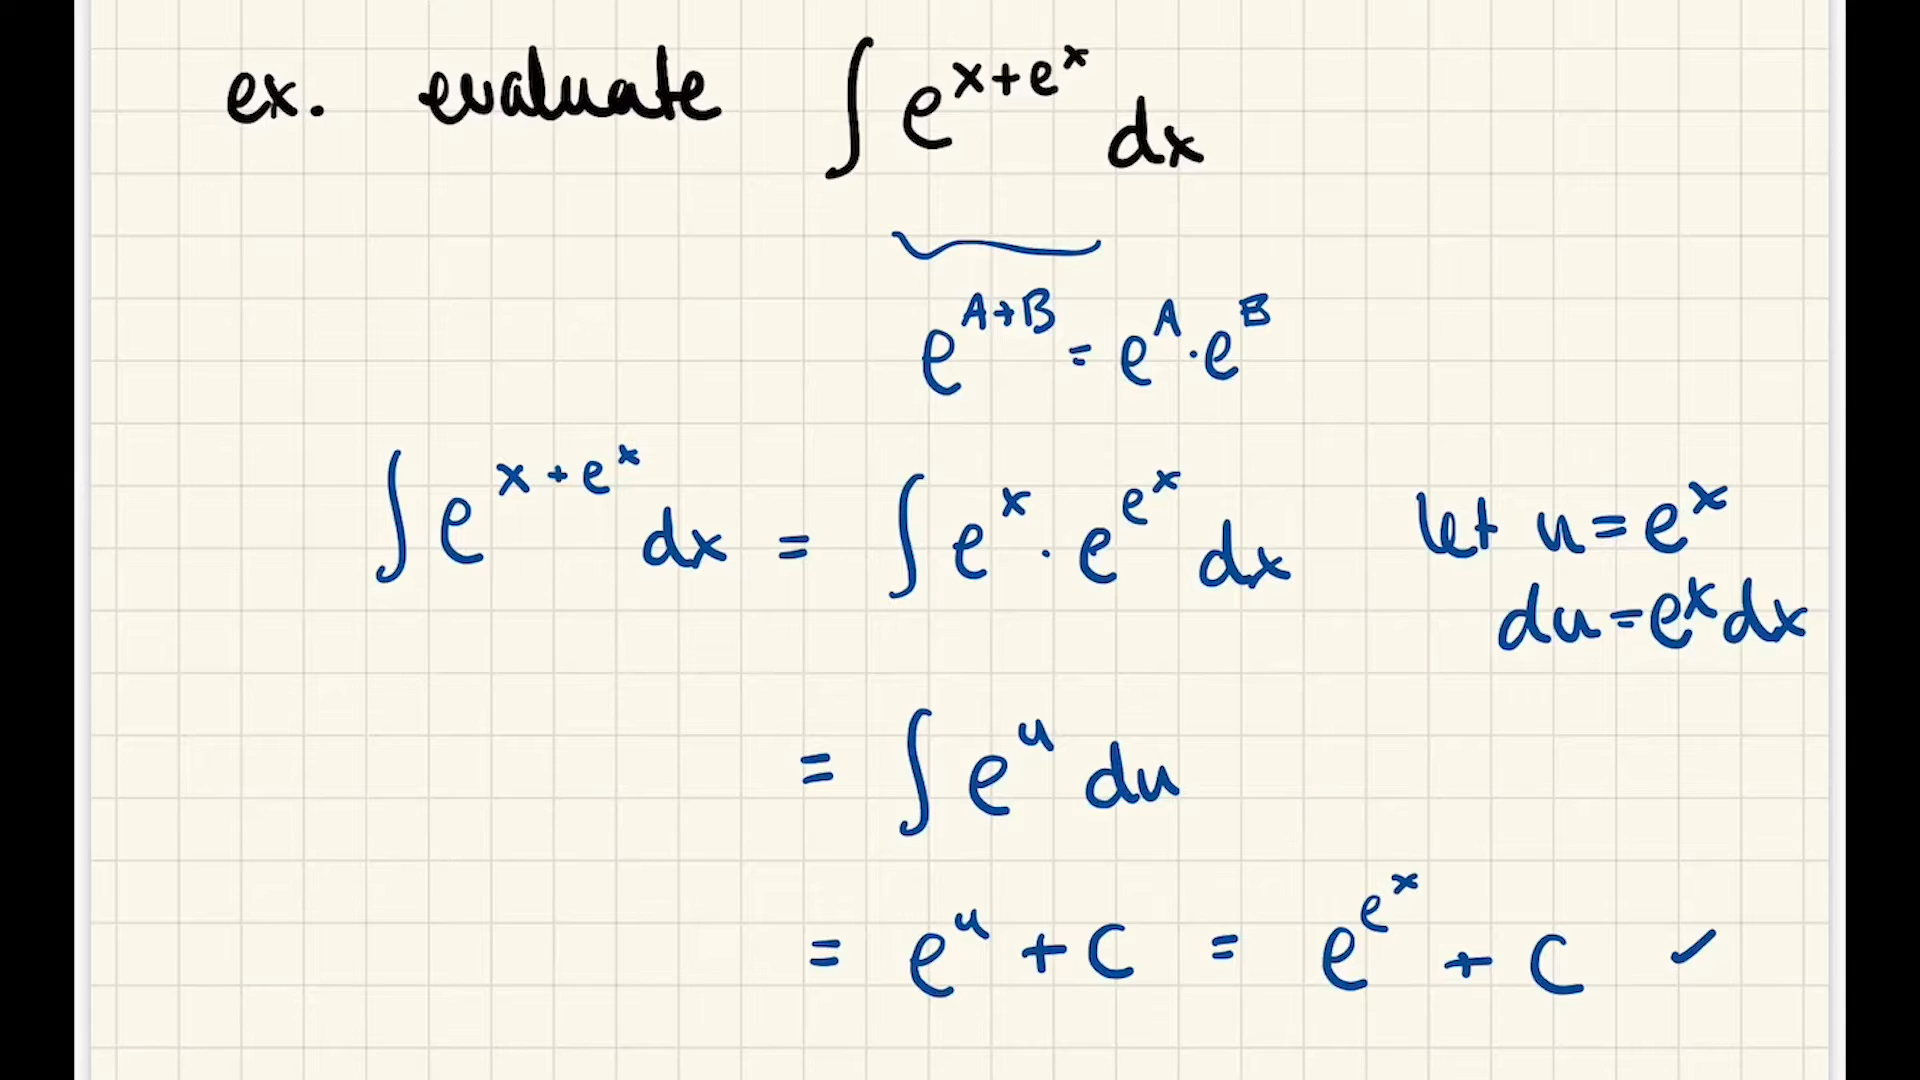 ex. evaluate ∫ e^{x+e^x} dx
e^{A+B} = e^A · e^B
∫ e^{x+e^x} dx = ∫ e^x · e^{e^x} dx let u = e^x
du = e^x dx
= ∫ e^u du
= e^u + C = e^{e^x} + C ✓